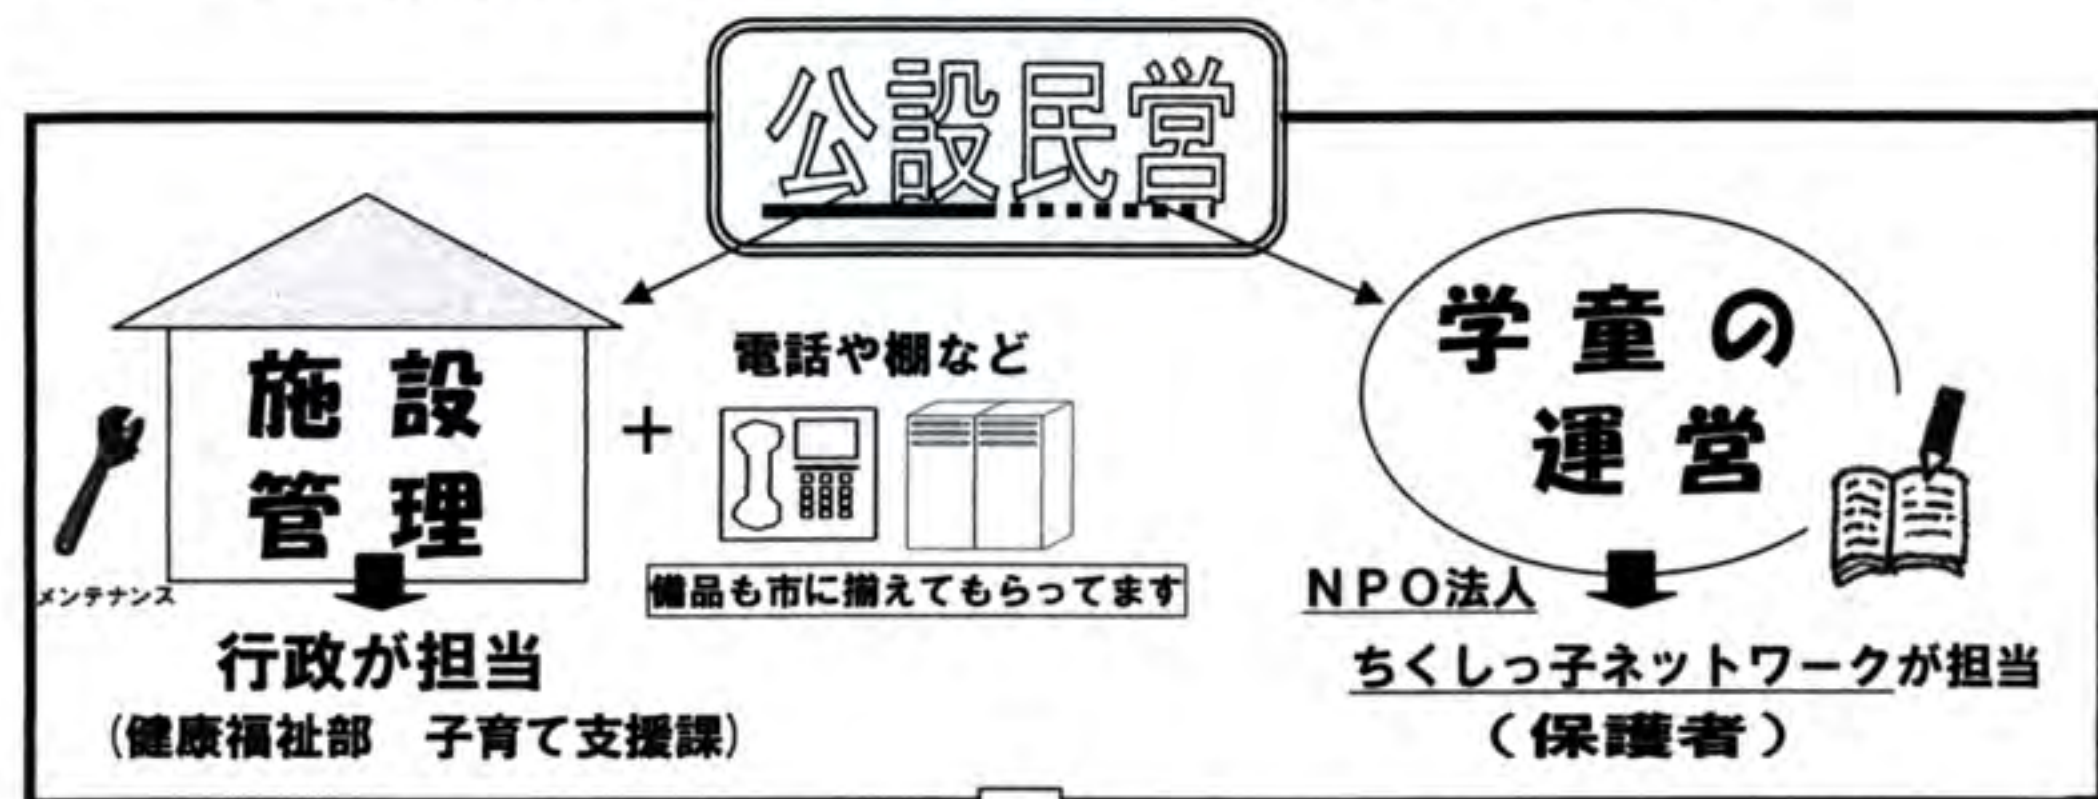 公設民営
施設
管理
メンテナンス
行政が担当
(健康福祉部　子育て支援課)
+
電話や棚など
備品も市に揃えてもらってます
学童の
運営
NPO法人
ちくしっ子ネットワークが担当
(保護者)